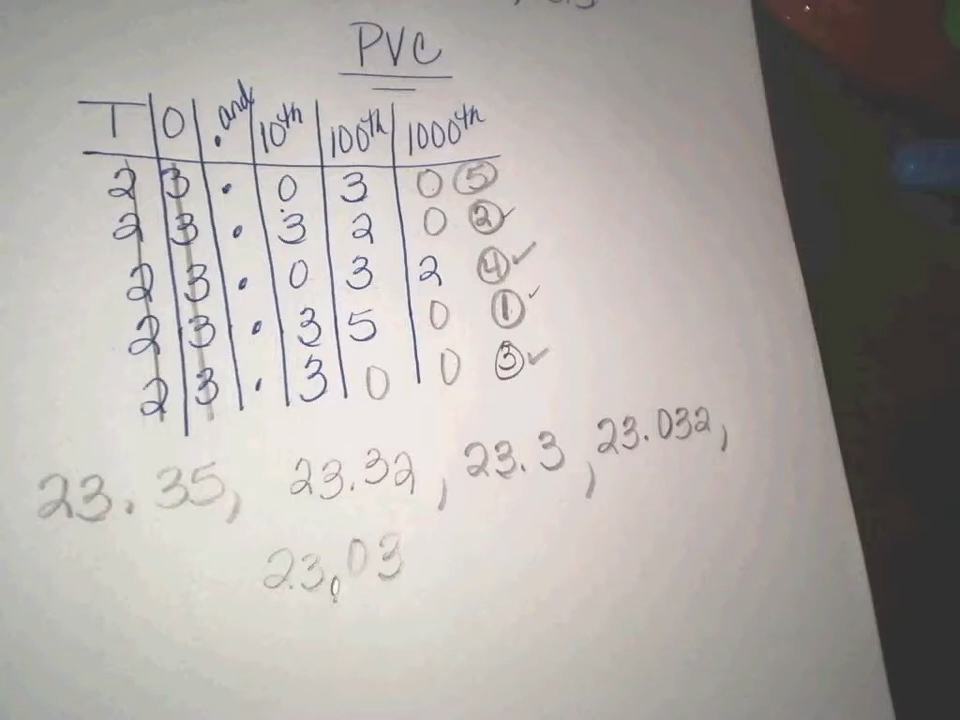 PVC
T O .and 10th 100th 1000th
2 3 . 0 3 0 5
2 3 . 3 2 0 2 ✓
2 3 . 0 3 2 4 ✓
2 3 . 3 5 0 1 ✓
2 3 . 3 0 0 3 ✓
23.35, 23.32, 23.3, 23.032,
23.03